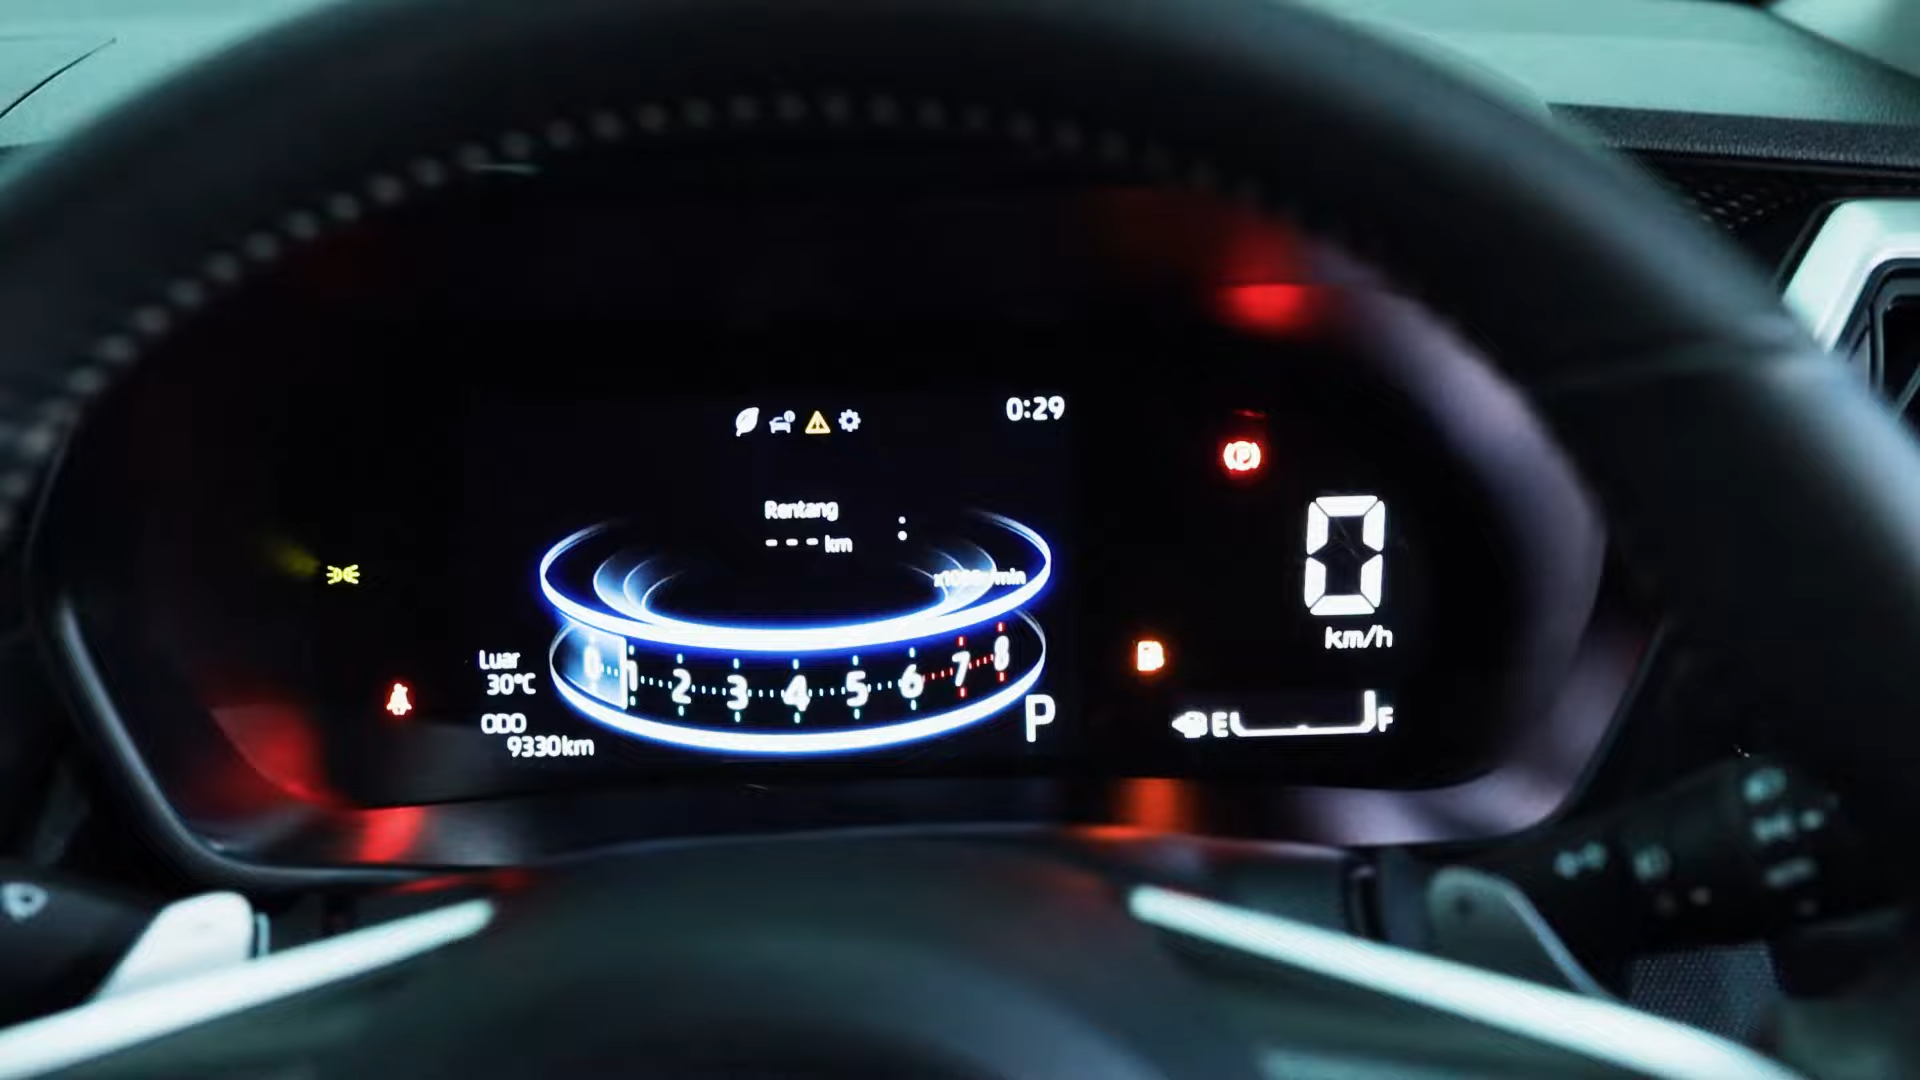 0:29
Rentang
--- km
x1000r/min
0 1 2 3 4 5 6 7 8
Luar
30°C
ODO
9330km
P
P
0
km/h
E F